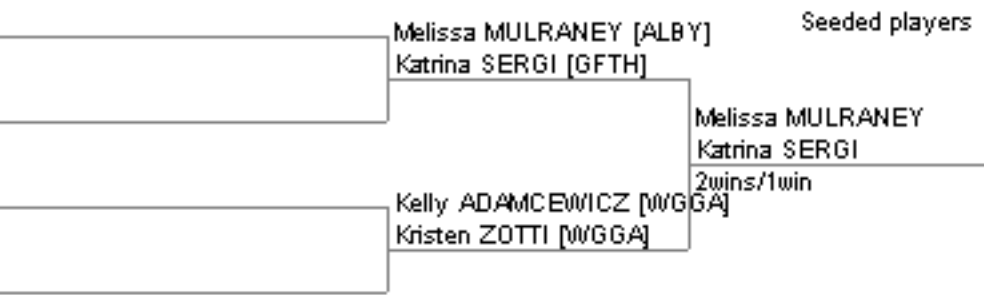 Seeded players
Melissa MULRANEY [ALBY]
Katrina SERGI [GFTH]
Melissa MULRANEY
Katrina SERGI
2wins/1win
Kelly ADAMCEWICZ [WGGA]
Kristen ZOTTI [WGGA]